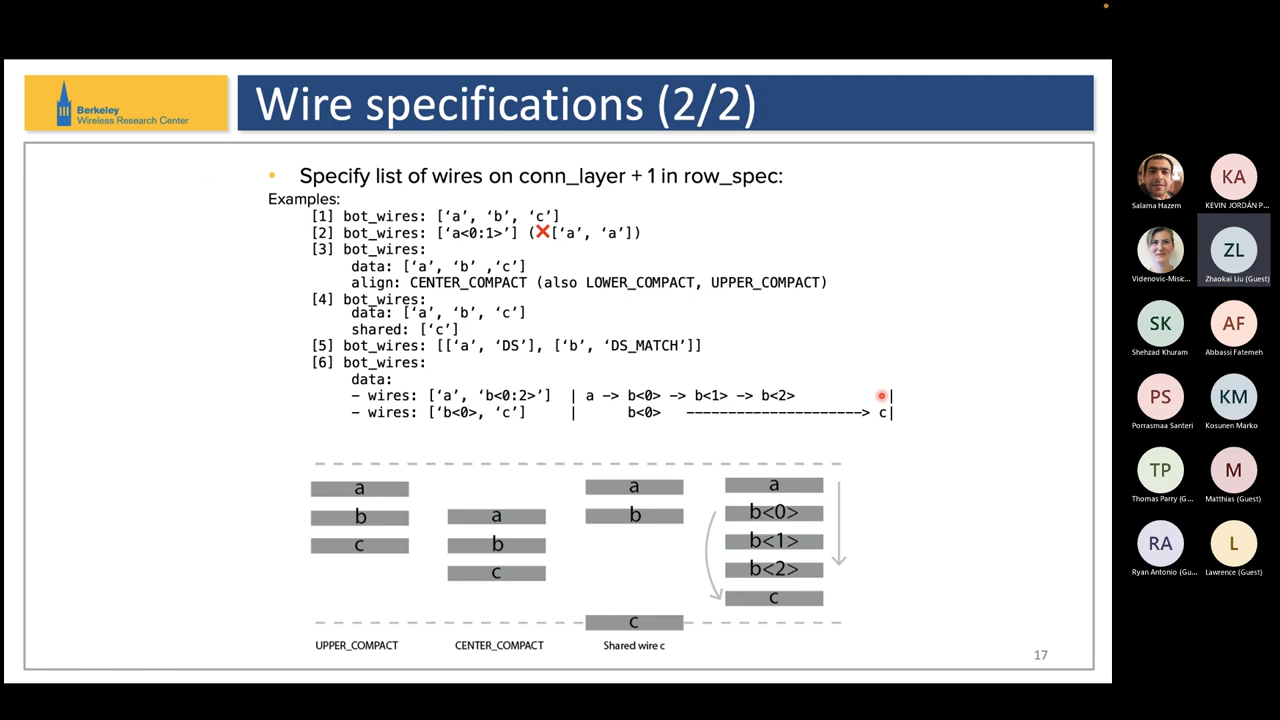 Berkeley
Wireless Research Center
Wire specifications (2/2)
• Specify list of wires on conn_layer + 1 in row_spec:
Examples:
[1] bot_wires: [‘a’, ‘b’, ‘c’]
[2] bot_wires: [‘a<0:1>’] (❌[‘a’, ‘a’])
[3] bot_wires:
data: [‘a’, ‘b’ ,‘c’]
align: CENTER_COMPACT (also LOWER_COMPACT, UPPER_COMPACT)
[4] bot_wires:
data: [‘a’, ‘b’, ‘c’]
shared: [‘c’]
[5] bot_wires: [[‘a’, ‘DS’], [‘b’, ‘DS_MATCH’]]
[6] bot_wires:
data:
– wires: [‘a’, ‘b<0:2>’] | a -> b<0> -> b<1> -> b<2> |
– wires: [‘b<0>, ‘c’] | b<0> ---------------------> c|
a
b
c
UPPER_COMPACT
a
b
c
CENTER_COMPACT
a
b
c
Shared wire c
a
b<0>
b<1>
b<2>
c
17
Salama Hazem
KA
KEVIN JORDÁN P...
Videnovic-Misic...
ZL
Zhaokai Liu (Guest)
SK
Shehzad Khuram
AF
Abbassi Fatemeh
PS
Porrasmaa Santeri
KM
Kosunen Marko
TP
Thomas Parry (G...
M
Matthias (Guest)
RA
Ryan Antonio (Gu...
L
Lawrence (Guest)